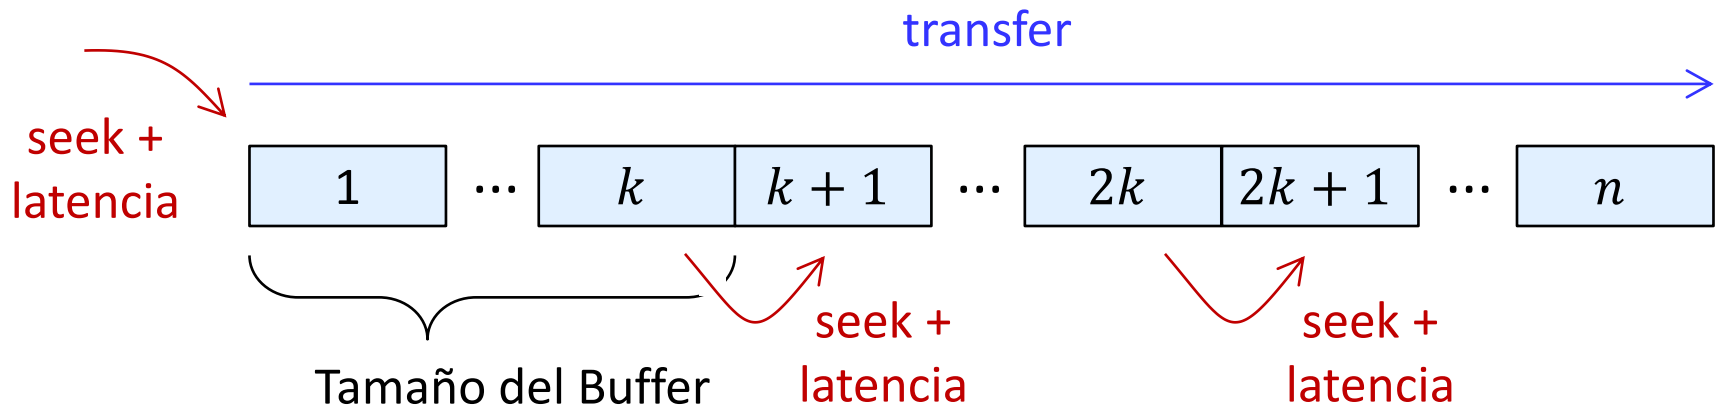 transfer
seek +
latencia
1 ... k k + 1 ... 2k 2k + 1 ... n
seek +
latencia
seek +
latencia
Tamaño del Buffer